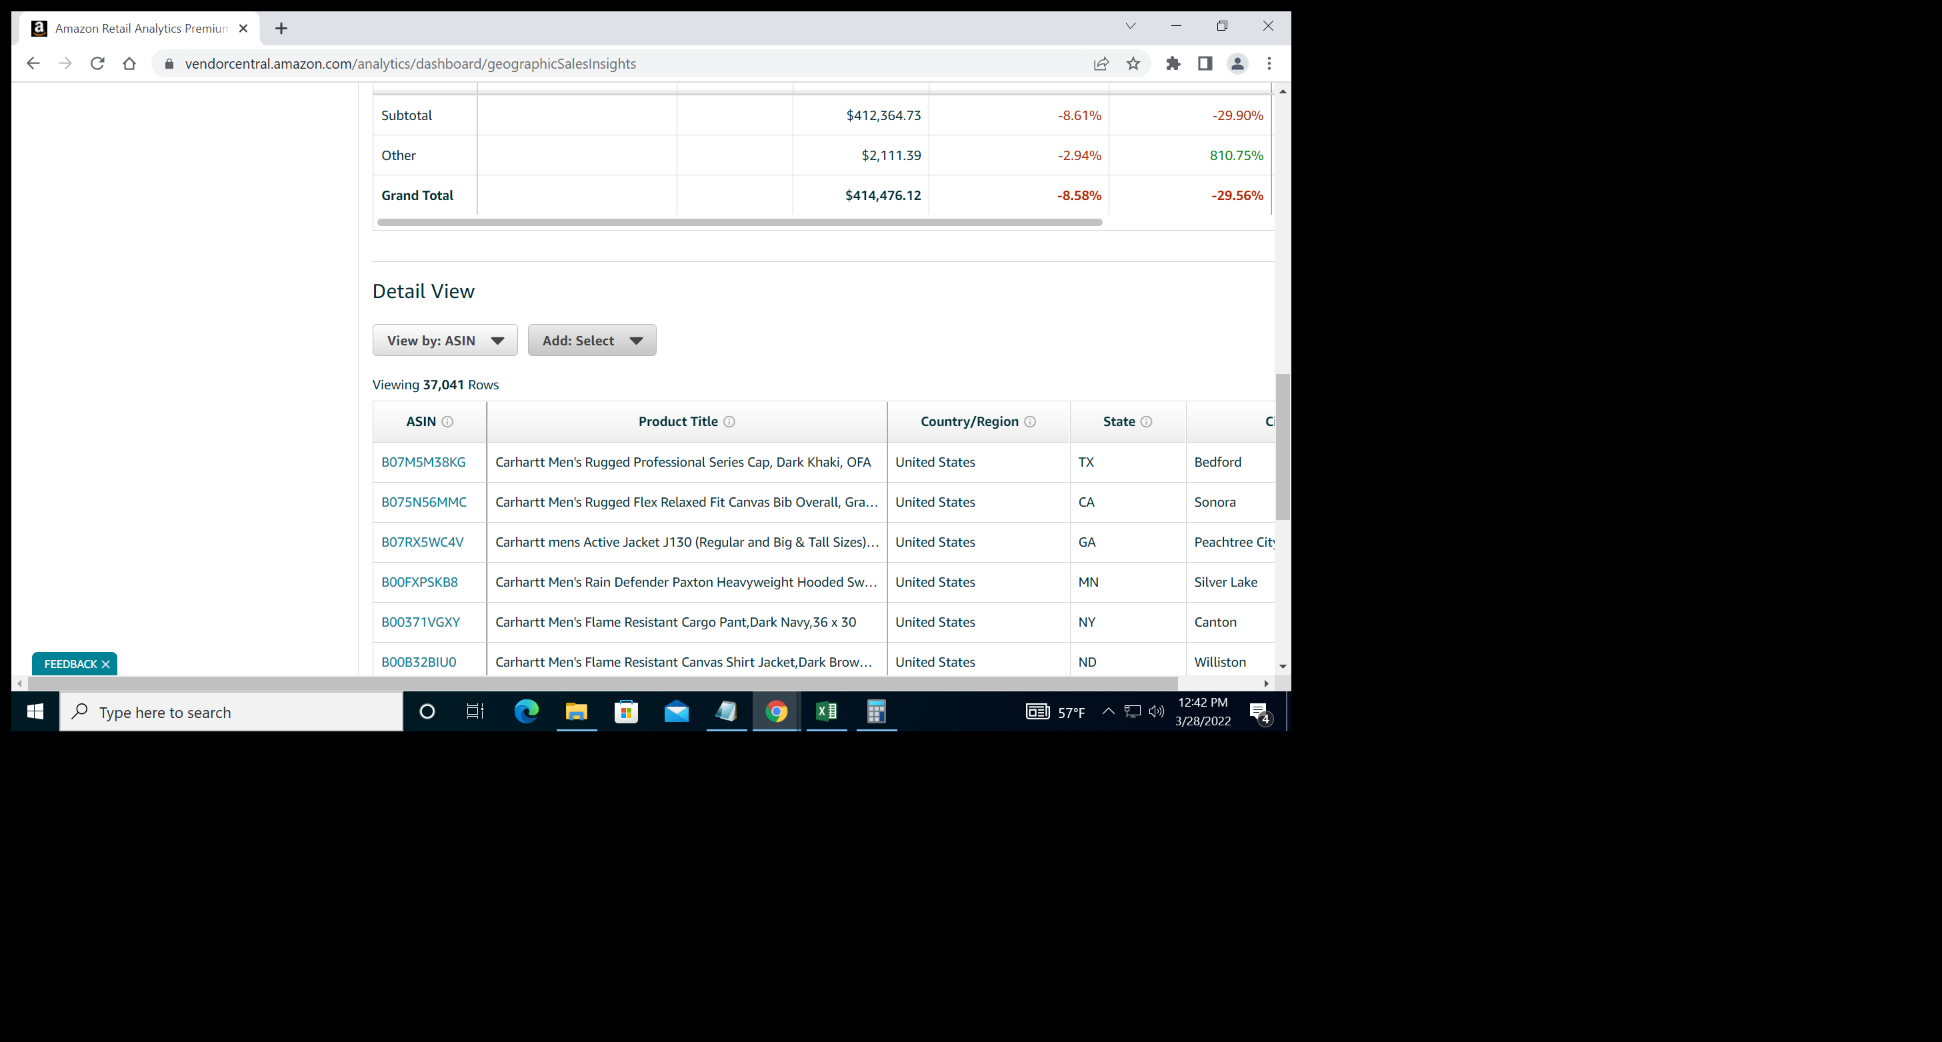 Amazon Retail Analytics Premium
vendorcentral.amazon.com/analytics/dashboard/geographicSalesInsights
Subtotal $412,364.73 -8.61% -29.90%
Other $2,111.39 -2.94% 810.75%
Grand Total $414,476.12 -8.58% -29.56%
Detail View
View by: ASIN Add: Select
Viewing 37,041 Rows
ASIN Product Title Country/Region State Ci
B07M5M38KG Carhartt Men's Rugged Professional Series Cap, Dark Khaki, OFA United States TX Bedford
B075N56MMC Carhartt Men's Rugged Flex Relaxed Fit Canvas Bib Overall, Gra... United States CA Sonora
B07RX5WC4V Carhartt mens Active Jacket J130 (Regular and Big & Tall Sizes)... United States GA Peachtree City
B00FXPSKB8 Carhartt Men's Rain Defender Paxton Heavyweight Hooded Sw... United States MN Silver Lake
B00371VGXY Carhartt Men's Flame Resistant Cargo Pant,Dark Navy,36 x 30 United States NY Canton
B00B32BIU0 Carhartt Men's Flame Resistant Canvas Shirt Jacket,Dark Brow... United States ND Williston
FEEDBACK
Type here to search
57°F
12:42 PM
3/28/2022
4